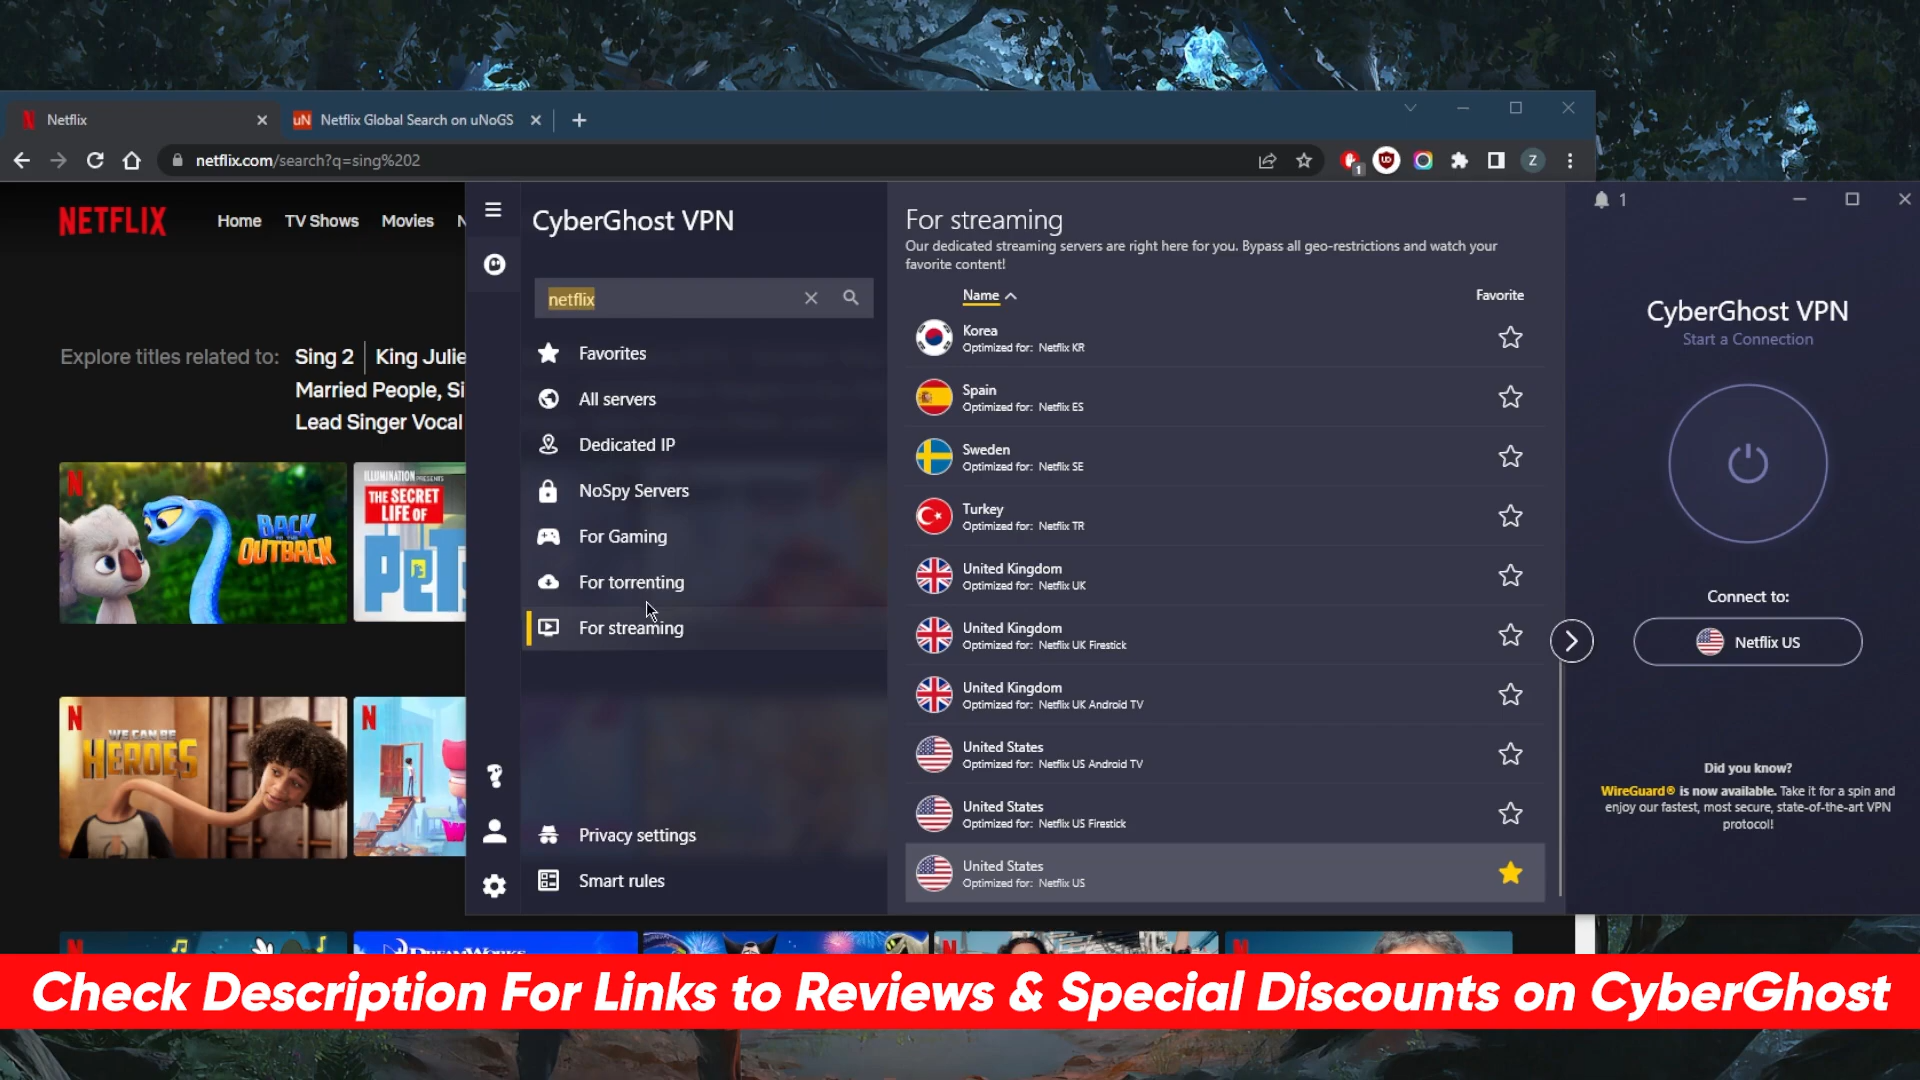 Netflix
uN Netflix Global Search on uNoGS
netflix.com/search?q=sing%202
1
Z
NETFLIX
Home
TV Shows
Movies
N
Explore titles related to:
Sing 2
King Julie
Married People, Si
Lead Singer Vocal
N
BACK
TO THE
OUTBACK
ILLUMINATION PRESENTS
THE SECRET
LIFE OF
PETS
N
WE CAN BE
HEROES
N
DREAMWORKS
CyberGhost VPN
netflix
Favorites
All servers
Dedicated IP
NoSpy Servers
For Gaming
For torrenting
For streaming
Privacy settings
Smart rules
For streaming
Our dedicated streaming servers are right here for you. Bypass all geo-restrictions and watch your
favorite content!
Name
Favorite
Korea
Optimized for: Netflix KR
Spain
Optimized for: Netflix ES
Sweden
Optimized for: Netflix SE
Turkey
Optimized for: Netflix TR
United Kingdom
Optimized for: Netflix UK
United Kingdom
Optimized for: Netflix UK Firestick
United Kingdom
Optimized for: Netflix UK Android TV
United States
Optimized for: Netflix US Android TV
United States
Optimized for: Netflix US Firestick
United States
Optimized for: Netflix US
1
CyberGhost VPN
Start a Connection
Connect to:
Netflix US
Did you know?
WireGuard® is now available. Take it for a spin and
enjoy our fastest, most secure, state-of-the-art VPN
protocol!
Check Description For Links to Reviews & Special Discounts on CyberGhost